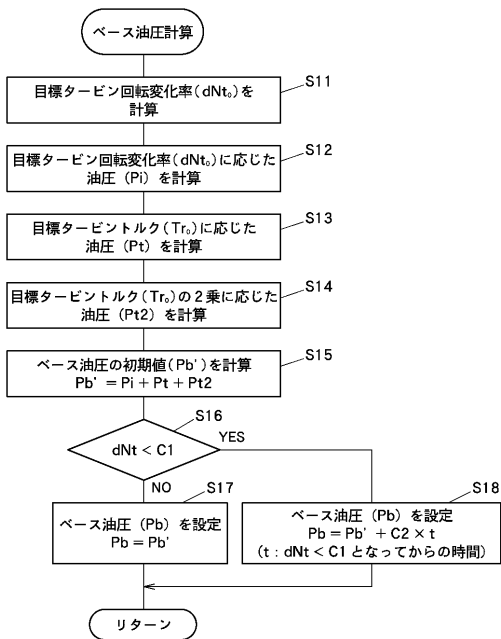 ベース油圧計算
S11
目標タービン回転変化率(dNt₀)を
計算
S12
目標タービン回転変化率(dNt₀)に応じた
油圧(Pi)を計算
S13
目標タービントルク(Tr₀)に応じた
油圧(Pt)を計算
S14
目標タービントルク(Tr₀)の2乗に応じた
油圧(Pt2)を計算
S15
ベース油圧の初期値(Pb')を計算
Pb' = Pi + Pt + Pt2
S16
dNt < C1
YES
NO
S17
ベース油圧(Pb)を設定
Pb = Pb'
S18
ベース油圧(Pb)を設定
Pb = Pb' + C2 × t
(t:dNt < C1 となってからの時間)
リターン